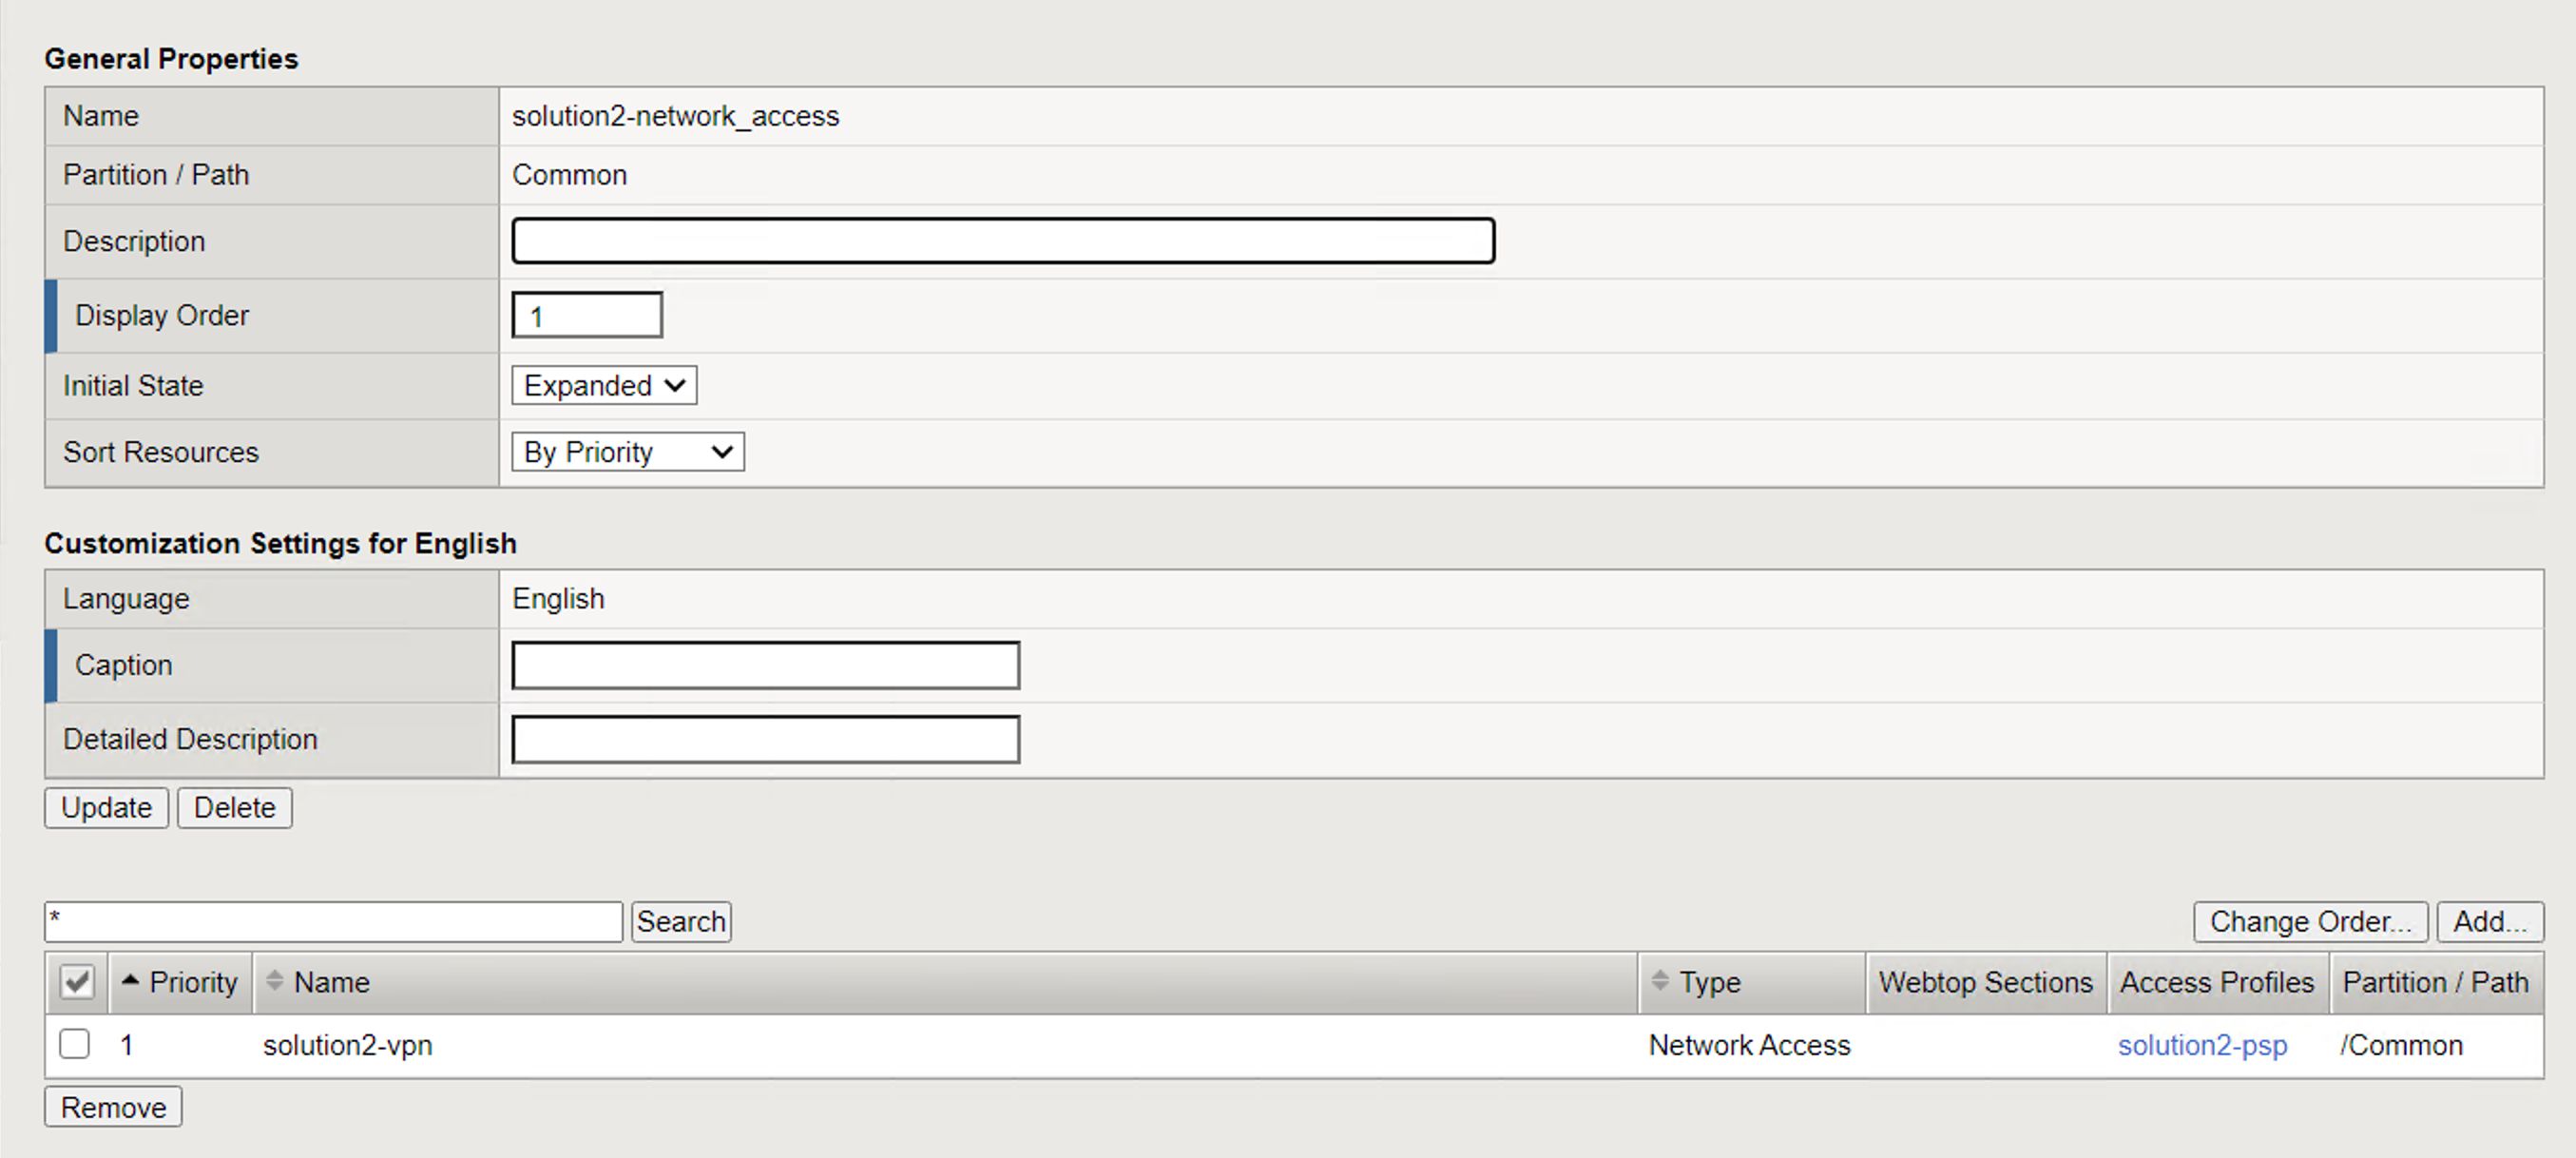 General Properties
Name solution2-network_access
Partition / Path Common
Description
Display Order 1
Initial State Expanded
Sort Resources By Priority
Customization Settings for English
Language English
Caption
Detailed Description
Update Delete
* Search Change Order... Add...
Priority Name Type Webtop Sections Access Profiles Partition / Path
1 solution2-vpn Network Access solution2-psp /Common
Remove